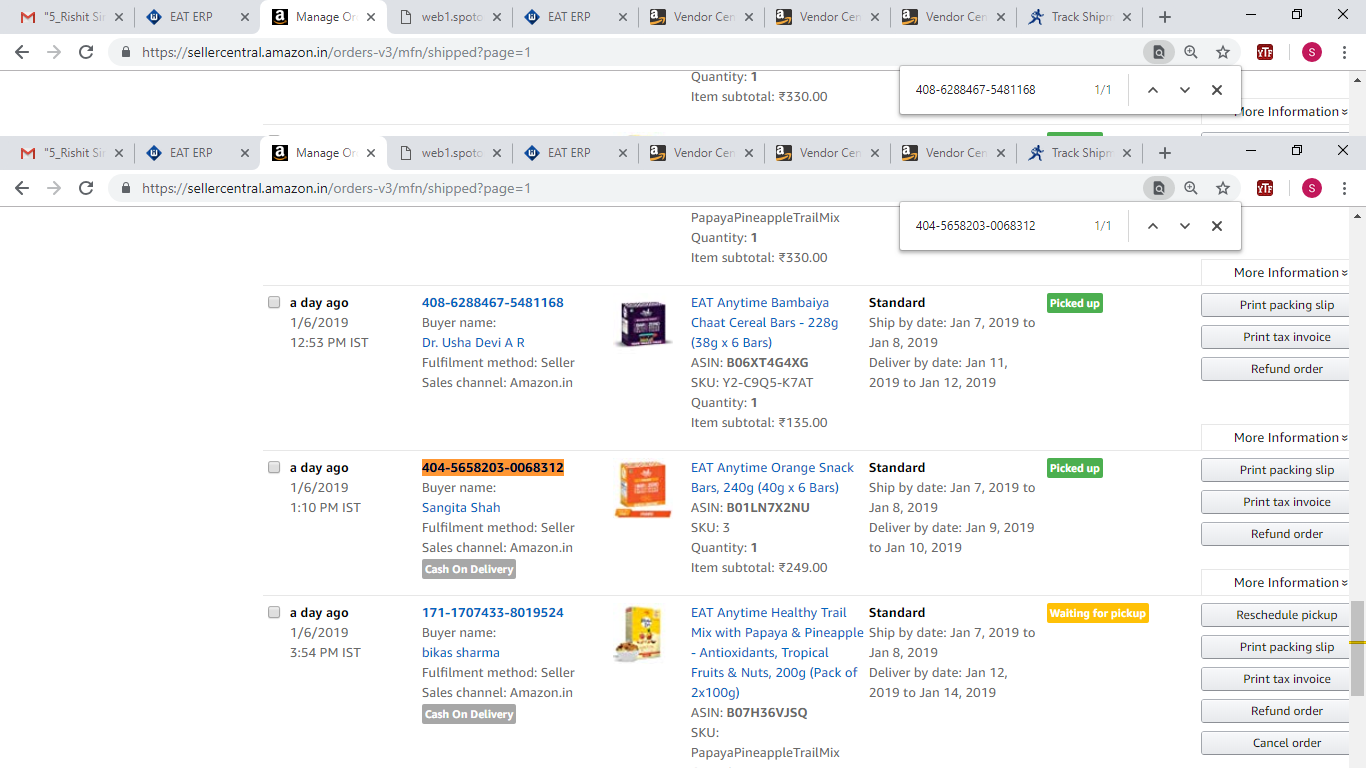 "5_Rishit Si
EAT ERP
Manage Or
web1.spoto
EAT ERP
Vendor Cen
Vendor Cen
Vendor Cen
Track Shipm
https://sellercentral.amazon.in/orders-v3/mfn/shipped?page=1
YTF
S
Quantity: 1
Item subtotal: ₹330.00
408-6288467-5481168 1/1
More Information
"5_Rishit Si
EAT ERP
Manage Or
web1.spoto
EAT ERP
Vendor Cen
Vendor Cen
Vendor Cen
Track Shipm
https://sellercentral.amazon.in/orders-v3/mfn/shipped?page=1
YTF
S
PapayaPineappleTrailMix
Quantity: 1
Item subtotal: ₹330.00
404-5658203-0068312 1/1
More Information
a day ago
1/6/2019
12:53 PM IST
408-6288467-5481168
Buyer name:
Dr. Usha Devi A R
Fulfilment method: Seller
Sales channel: Amazon.in
EAT Anytime Bambaiya
Chaat Cereal Bars - 228g
(38g x 6 Bars)
ASIN: B06XT4G4XG
SKU: Y2-C9Q5-K7AT
Quantity: 1
Item subtotal: ₹135.00
Standard
Ship by date: Jan 7, 2019 to
Jan 8, 2019
Deliver by date: Jan 11,
2019 to Jan 12, 2019
Picked up
Print packing slip
Print tax invoice
Refund order
More Information
a day ago
1/6/2019
1:10 PM IST
404-5658203-0068312
Buyer name:
Sangita Shah
Fulfilment method: Seller
Sales channel: Amazon.in
Cash On Delivery
EAT Anytime Orange Snack
Bars, 240g (40g x 6 Bars)
ASIN: B01LN7X2NU
SKU: 3
Quantity: 1
Item subtotal: ₹249.00
Standard
Ship by date: Jan 7, 2019 to
Jan 8, 2019
Deliver by date: Jan 9, 2019
to Jan 10, 2019
Picked up
Print packing slip
Print tax invoice
Refund order
More Information
a day ago
1/6/2019
3:54 PM IST
171-1707433-8019524
Buyer name:
bikas sharma
Fulfilment method: Seller
Sales channel: Amazon.in
Cash On Delivery
EAT Anytime Healthy Trail
Mix with Papaya & Pineapple
- Antioxidants, Tropical
Fruits & Nuts, 200g (Pack of
2x100g)
ASIN: B07H36VJSQ
SKU:
PapayaPineappleTrailMix
Standard
Ship by date: Jan 7, 2019 to
Jan 8, 2019
Deliver by date: Jan 12,
2019 to Jan 14, 2019
Waiting for pickup
Reschedule pickup
Print packing slip
Print tax invoice
Refund order
Cancel order